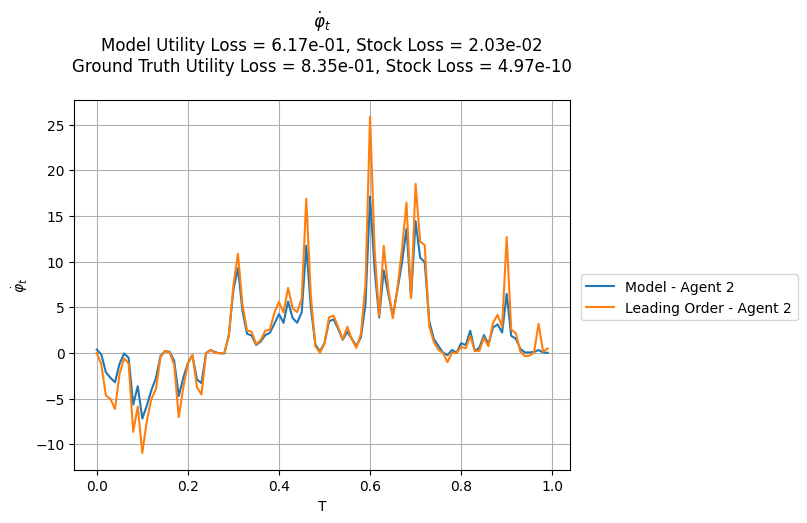 φ̇ₜ
Model Utility Loss = 6.17e-01, Stock Loss = 2.03e-02
Ground Truth Utility Loss = 8.35e-01, Stock Loss = 4.97e-10
φ̇ₜ
25
20
15
10
5
0
−5
−10
0.0 0.2 0.4 0.6 0.8 1.0
T
Model - Agent 2
Leading Order - Agent 2